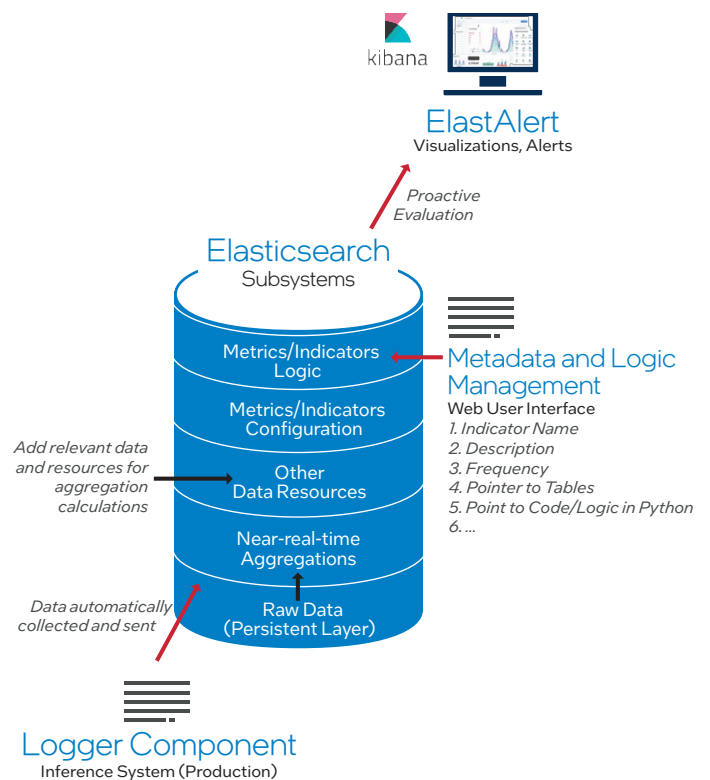 kibana
ElastAlert
Visualizations, Alerts
Proactive
Evaluation
Elasticsearch
Subsystems
Metrics/Indicators
Logic
Metadata and Logic
Management
Web User Interface
1. Indicator Name
2. Description
3. Frequency
4. Pointer to Tables
5. Point to Code/Logic in Python
6. ...
Metrics/Indicators
Configuration
Add relevant data
and resources for
aggregation
calculations
Other
Data Resources
Near-real-time
Aggregations
Data automatically
collected and sent
Raw Data
(Persistent Layer)
Logger Component
Inference System (Production)